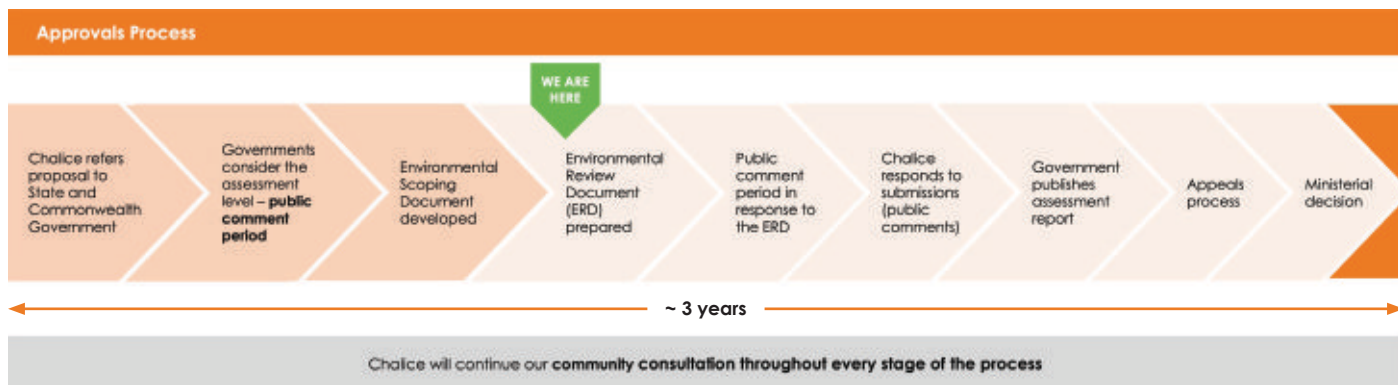 Approvals Process
WE ARE
HERE
Chalice refers
proposal to
State and
Commonwealth
Government
Governments
consider the
assessment
level – public
comment
period
Environmental
Scoping
Document
developed
Environmental
Review
Document
(ERD)
prepared
Public
comment
period in
response to
the ERD
Chalice
responds to
submissions
(public
comments)
Government
publishes
assessment
report
Appeals
process
Ministerial
decision
~ 3 years
Chalice will continue our community consultation throughout every stage of the process